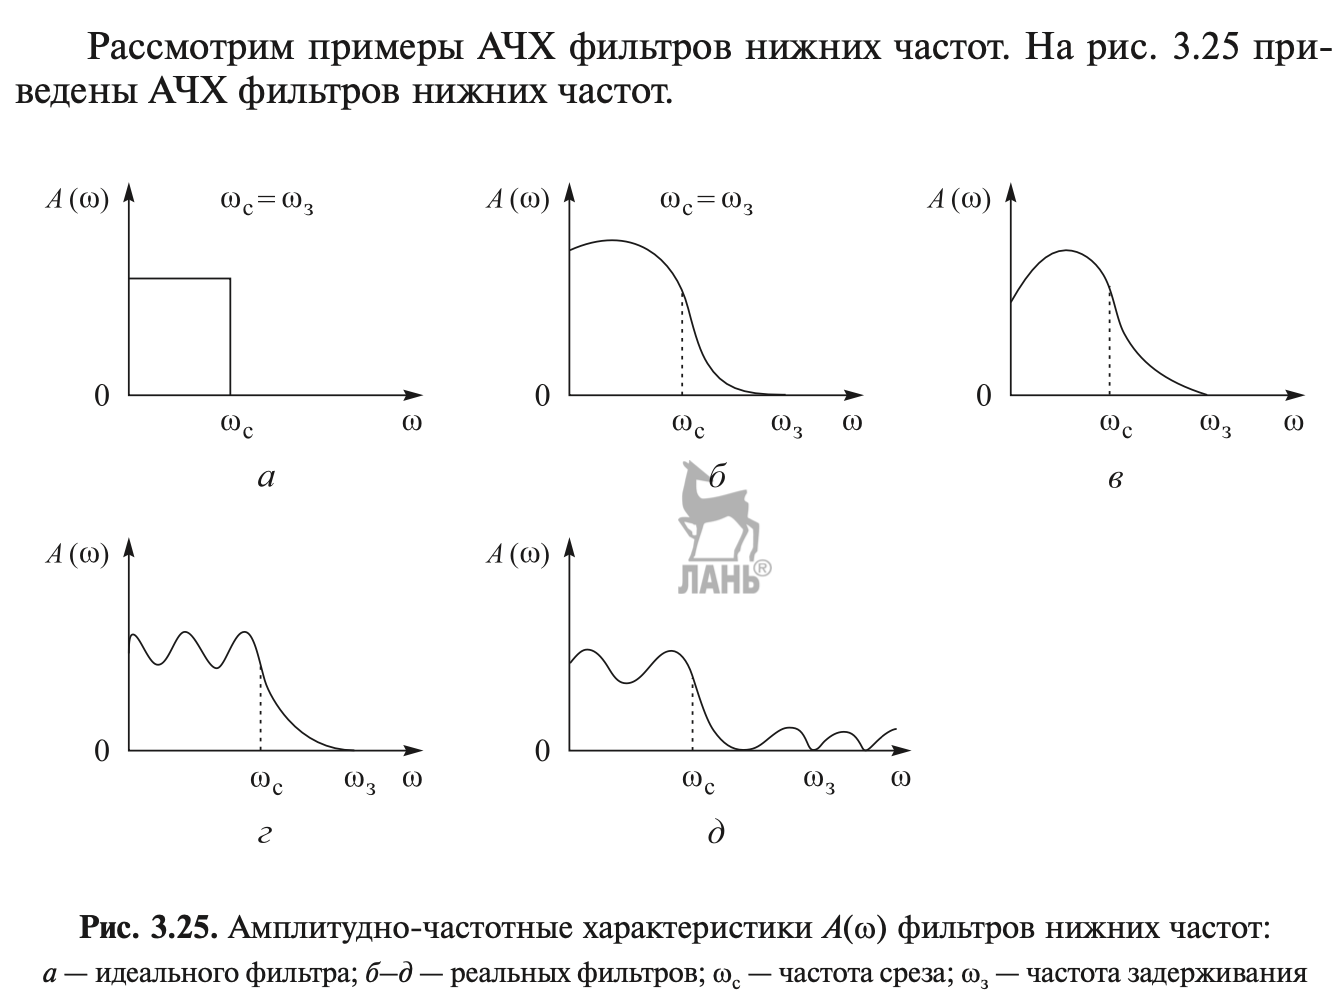 Рассмотрим примеры АЧХ фильтров нижних частот. На рис. 3.25 при-
ведены АЧХ фильтров нижних частот.
A(ω) ωс = ωз
0
ωс ω
а
A(ω) ωс = ωз
0
ωс ωз ω
б
A(ω)
0
ωс ωз ω
в
ЛАНЬ®
A(ω)
0
ωс ωз ω
г
A(ω)
0
ωс ωз ω
д
Рис. 3.25. Амплитудно-частотные характеристики A(ω) фильтров нижних частот:
а — идеального фильтра; б–д — реальных фильтров; ωс — частота среза; ωз — частота задерживания